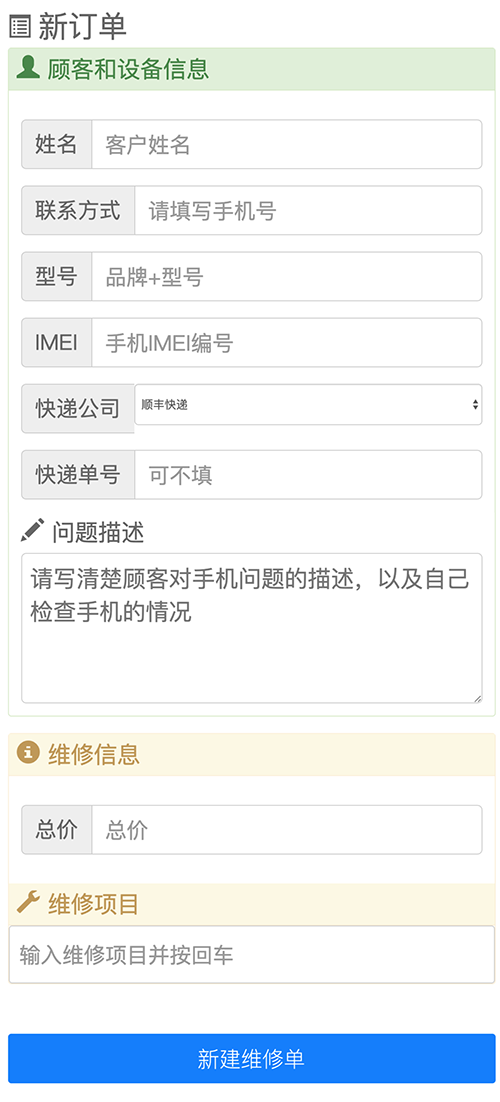 新订单
顾客和设备信息
姓名 客户姓名
联系方式 请填写手机号
型号 品牌+型号
IMEI 手机IMEI编号
快递公司 顺丰快递
快递单号 可不填
问题描述
请写清楚顾客对手机问题的描述，以及自己
检查手机的情况
维修信息
总价 总价
维修项目
输入维修项目并按回车
新建维修单